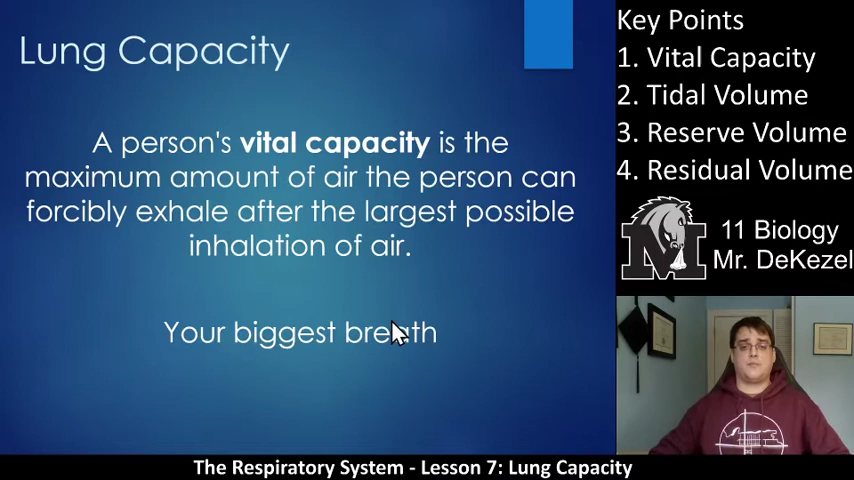 Lung Capacity
A person's vital capacity is the
maximum amount of air the person can
forcibly exhale after the largest possible
inhalation of air.
Your biggest breath
Key Points
1. Vital Capacity
2. Tidal Volume
3. Reserve Volume
4. Residual Volume
M
11 Biology
Mr. DeKezel
The Respiratory System - Lesson 7: Lung Capacity